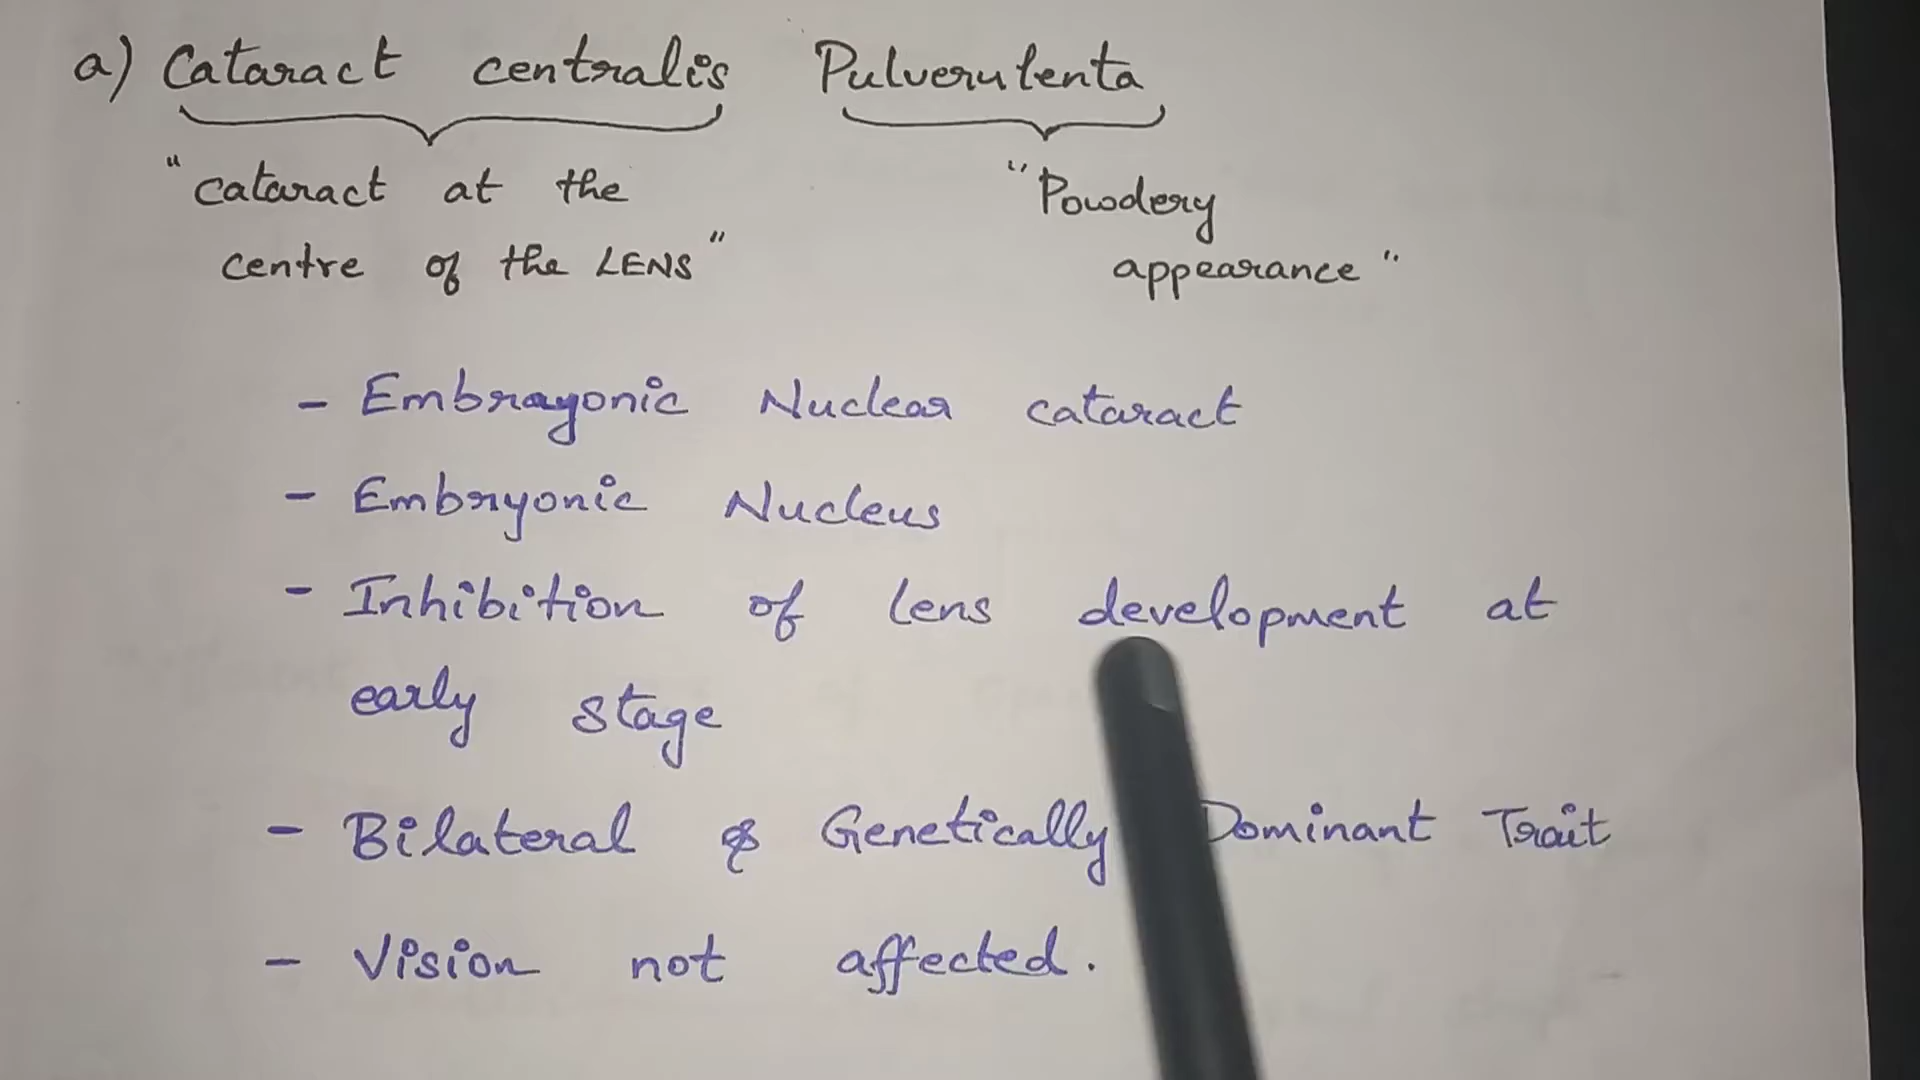 a) Cataract centralis Pulverulenta
"cataract at the
centre of the LENS"
"Powdery
appearance"
- Embrayonic Nuclear cataract
- Embryonic Nucleus
- Inhibition of lens development at
early stage
- Bilateral & Genetically Dominant Trait
- Vision not affected.